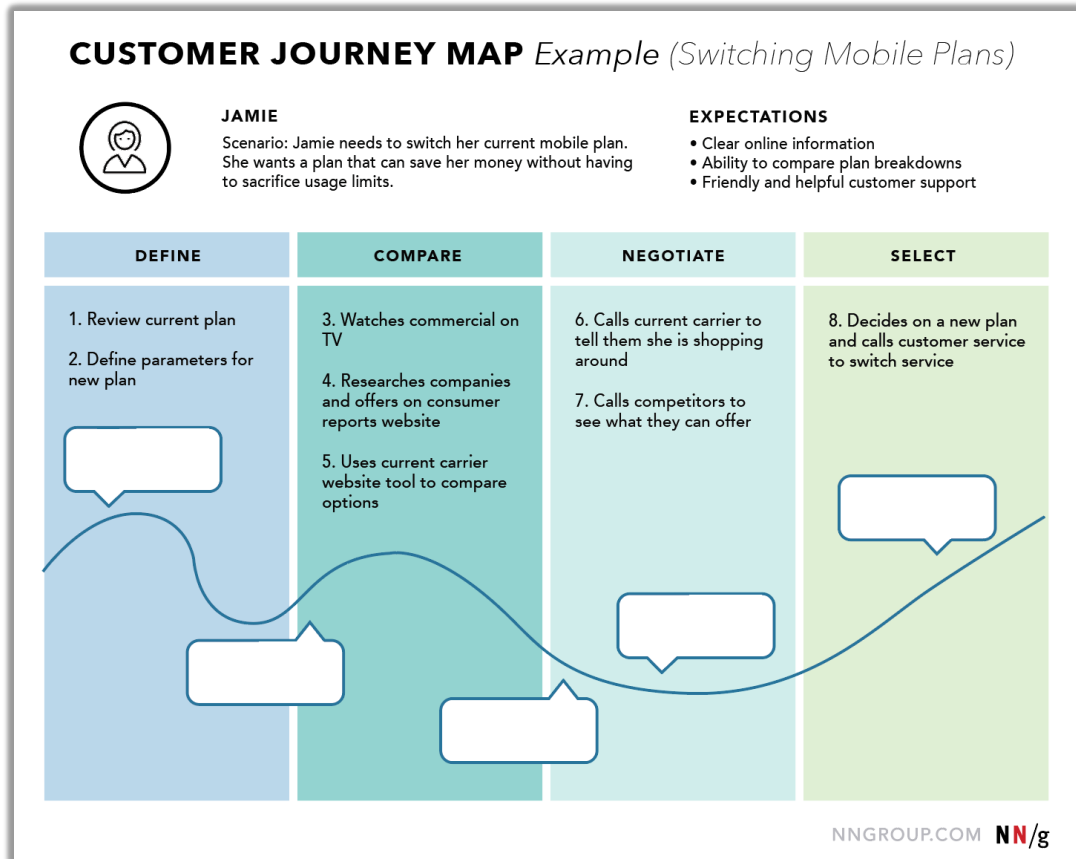 CUSTOMER JOURNEY MAP Example (Switching Mobile Plans)
JAMIE
Scenario: Jamie needs to switch her current mobile plan.
She wants a plan that can save her money without having
to sacrifice usage limits.
EXPECTATIONS
• Clear online information
• Ability to compare plan breakdowns
• Friendly and helpful customer support
DEFINE
1. Review current plan
2. Define parameters for
new plan
COMPARE
3. Watches commercial on
TV
4. Researches companies
and offers on consumer
reports website
5. Uses current carrier
website tool to compare
options
NEGOTIATE
6. Calls current carrier to
tell them she is shopping
around
7. Calls competitors to
see what they can offer
SELECT
8. Decides on a new plan
and calls customer service
to switch service
NNGROUP.COM NN/g